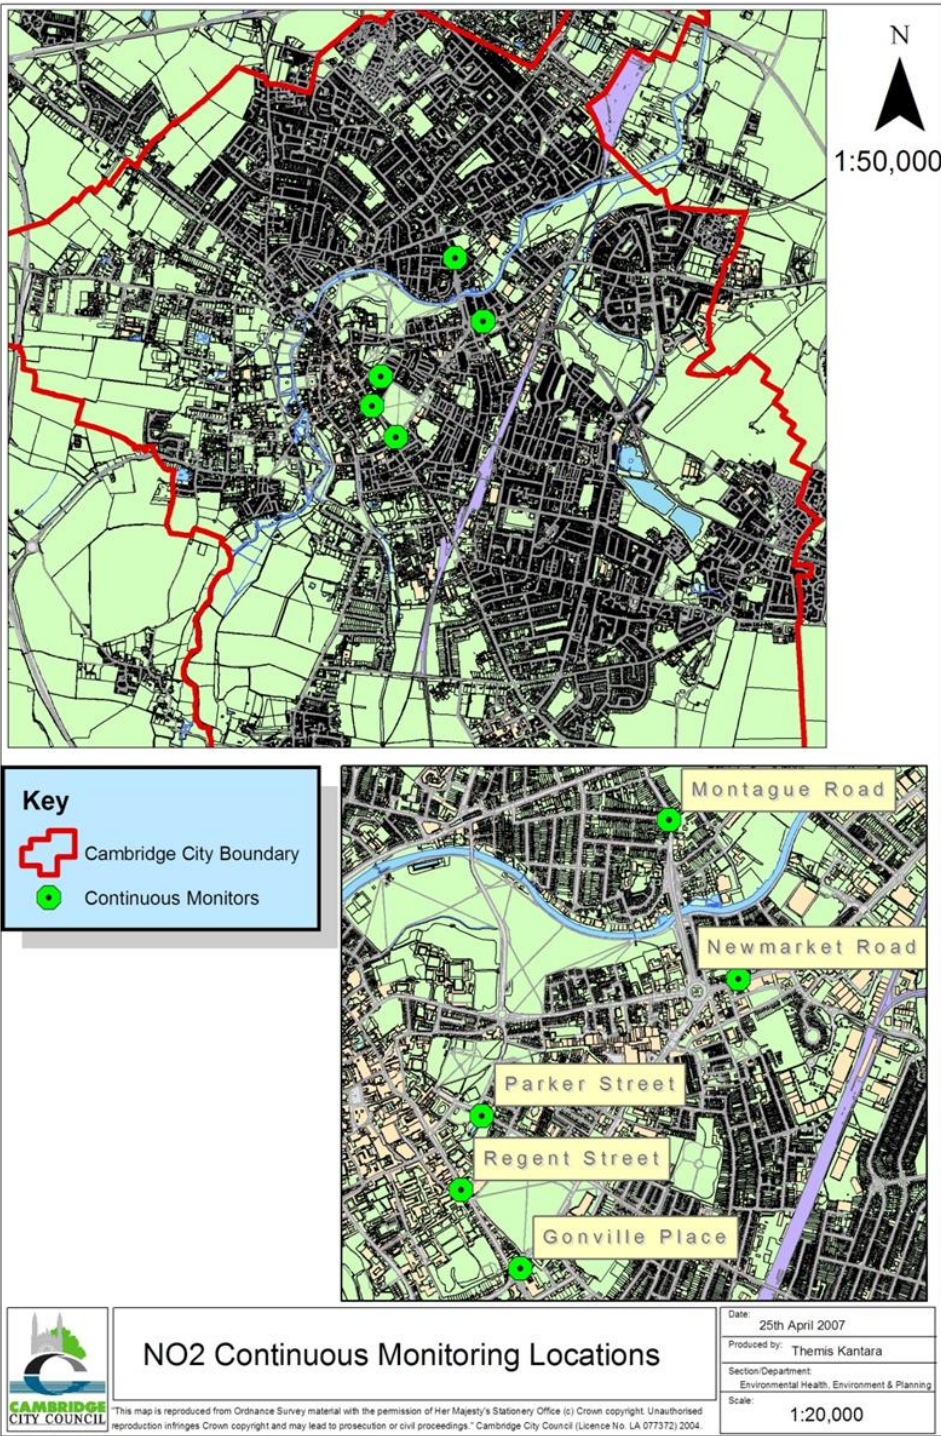 N
1:50,000
Key
Cambridge City Boundary
Continuous Monitors
Montague Road
Newmarket Road
Parker Street
Regent Street
Gonville Place
CAMBRIDGE
CITY COUNCIL
NO2 Continuous Monitoring Locations
"This map is reproduced from Ordnance Survey material with the permission of Her Majesty's Stationery Office (c) Crown copyright. Unauthorised
reproduction infringes Crown copyright and may lead to prosecution or civil proceedings." Cambridge City Council (Licence No. LA 077372) 2004.
Date:
25th April 2007
Produced by: Themis Kantara
Section/Department:
Environmental Health, Environment & Planning
Scale:
1:20,000